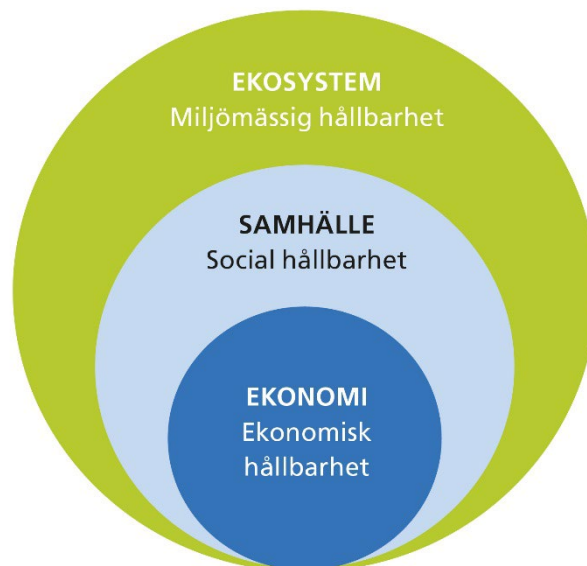 EKOSYSTEM
Miljömässig hållbarhet
SAMHÄLLE
Social hållbarhet
EKONOMI
Ekonomisk
hållbarhet